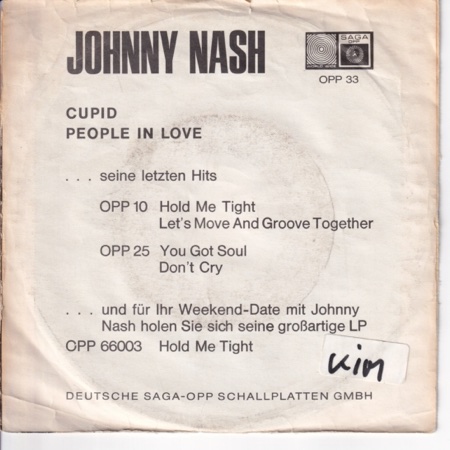 JOHNNY NASH
SAGA
OPP
OPP 33
CUPID
PEOPLE IN LOVE
. . . seine letzten Hits
OPP 10 Hold Me Tight
Let's Move And Groove Together
OPP 25 You Got Soul
Don't Cry
. . . und für Ihr Weekend-Date mit Johnny
Nash holen Sie sich seine großartige LP
OPP 66003 Hold Me Tight
Kim
DEUTSCHE SAGA-OPP SCHALLPLATTEN GMBH